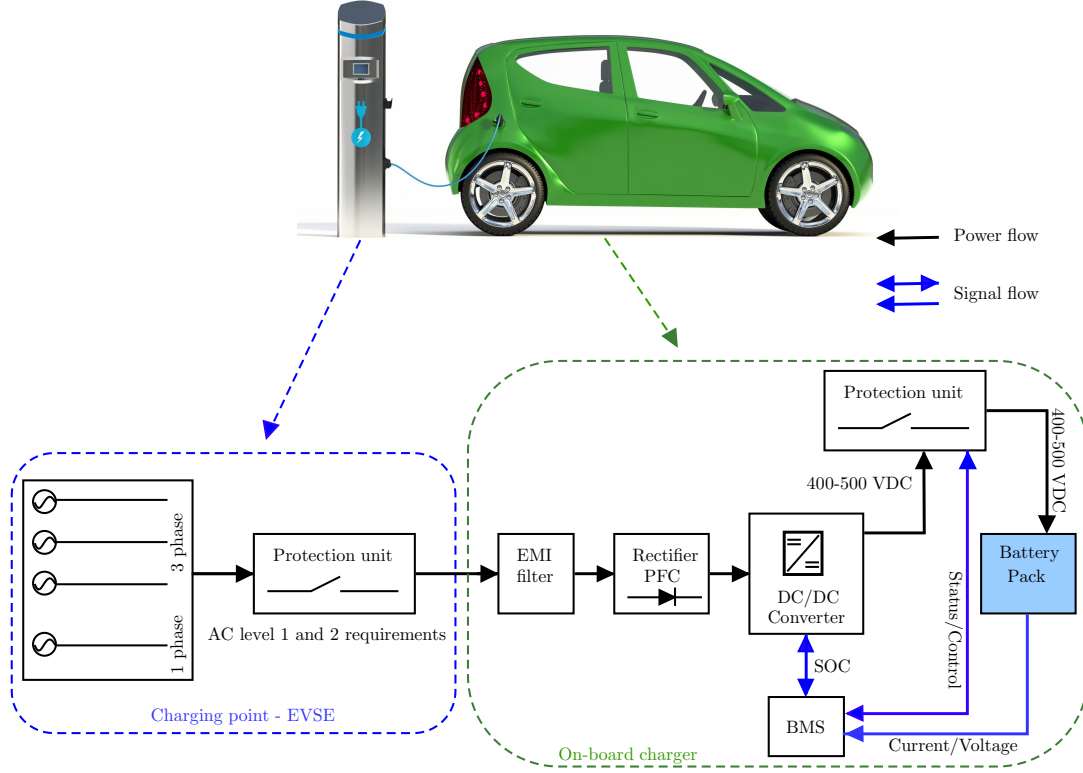 Power flow
Signal flow
Protection unit
400-500 VDC
400-500 VDC
3 phase
Protection unit
EMI
filter
Rectifier
PFC
Battery
Pack
DC/DC
Converter
Status/Control
1 phase
AC level 1 and 2 requirements
SOC
Charging point - EVSE
BMS
Current/Voltage
On-board charger